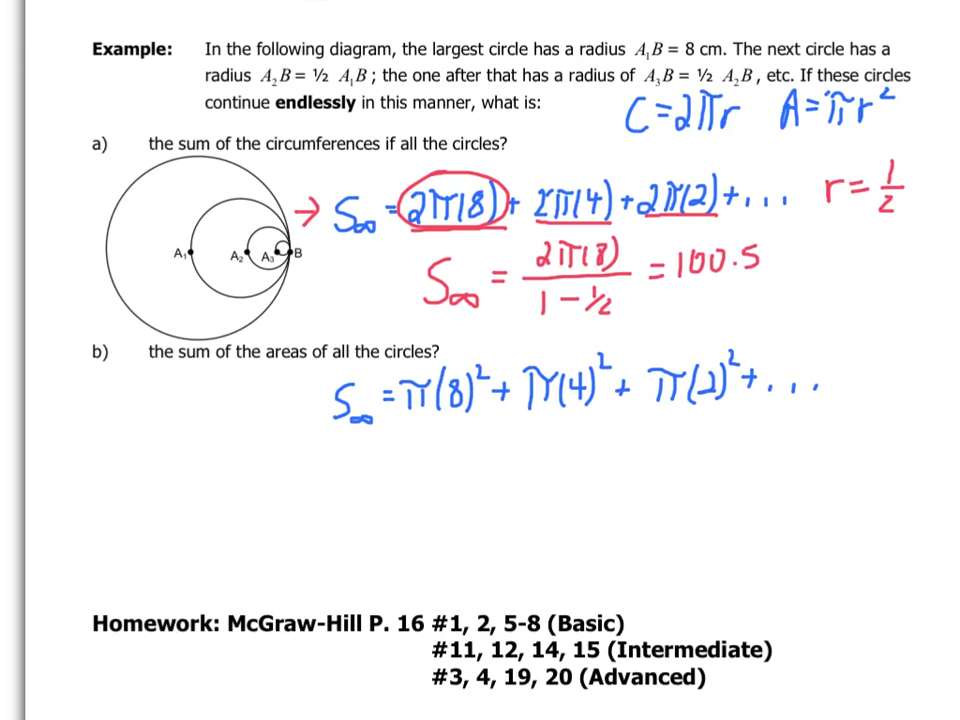 Example: In the following diagram, the largest circle has a radius A₁B = 8 cm. The next circle has a
radius A₂B = ½ A₁B ; the one after that has a radius of A₃B = ½ A₂B , etc. If these circles
continue endlessly in this manner, what is:
C=2πr A=πr²
a) the sum of the circumferences if all the circles?
→ S∞ = 2π(8) + 2π(4) + 2π(2) + ... r = 1/2
A₁ A₂ A₃ B
S∞ = 2π(8) / 1 - 1/2 = 100.5
b) the sum of the areas of all the circles?
S∞ = π(8)² + π(4)² + π(2)² + ...
Homework: McGraw-Hill P. 16 #1, 2, 5-8 (Basic)
#11, 12, 14, 15 (Intermediate)
#3, 4, 19, 20 (Advanced)